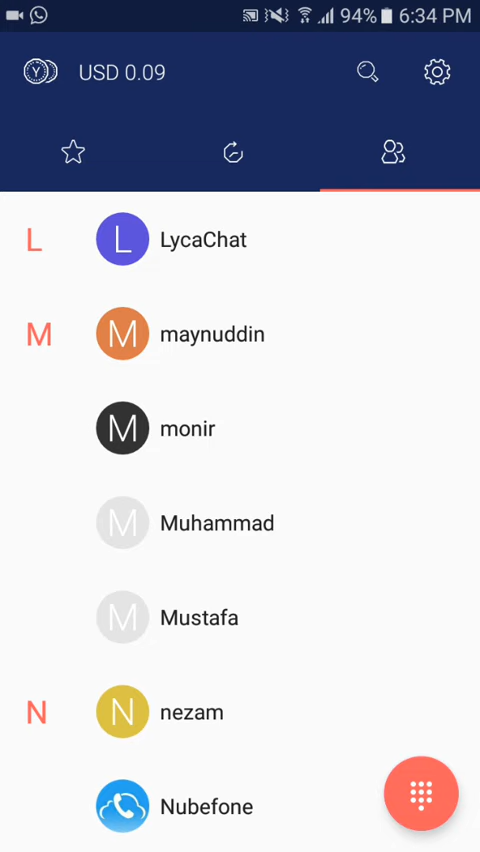 94% 6:34 PM
Y USD 0.09
L L LycaChat
M M maynuddin
M monir
M Muhammad
M Mustafa
N N nezam
Nubefone